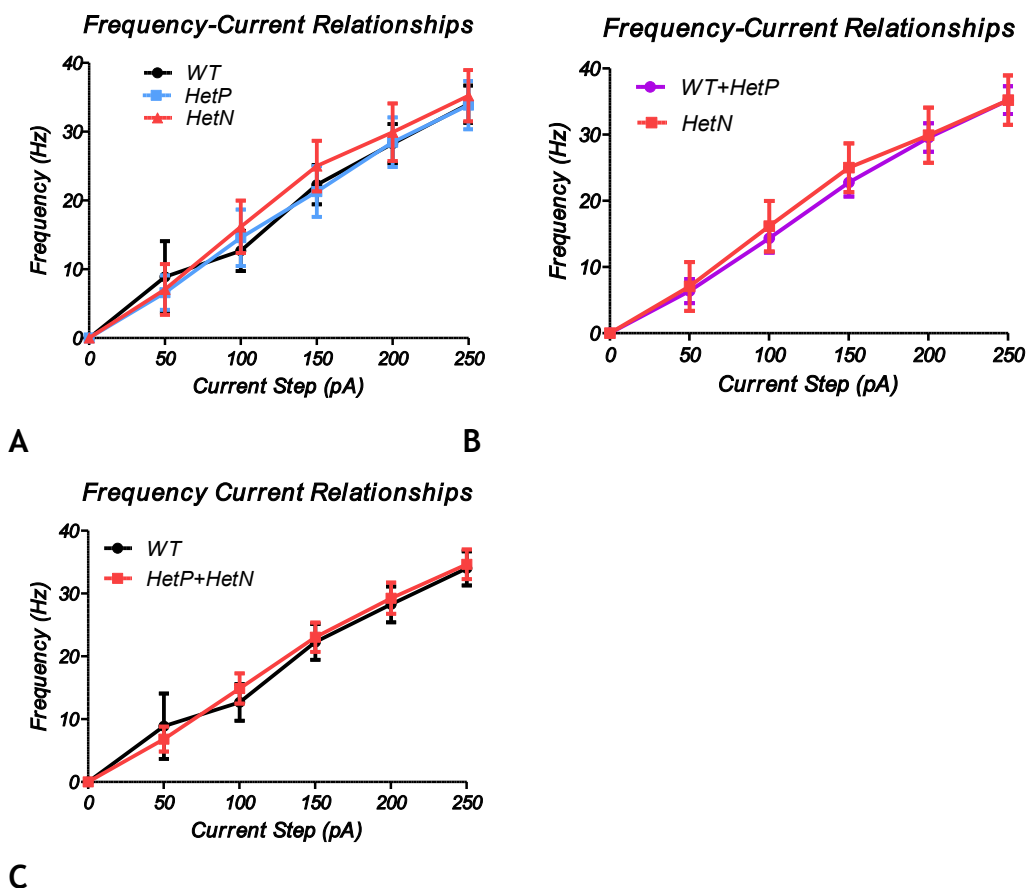 Frequency-Current Relationships
WT
HetP
HetN
Frequency (Hz)
40
30
20
10
0
0 50 100 150 200 250
Current Step (pA)
A
Frequency-Current Relationships
WT+HetP
HetN
Frequency (Hz)
40
30
20
10
0
0 50 100 150 200 250
Current Step (pA)
B
Frequency Current Relationships
WT
HetP+HetN
Frequency (Hz)
40
30
20
10
0
0 50 100 150 200 250
Current Step (pA)
C